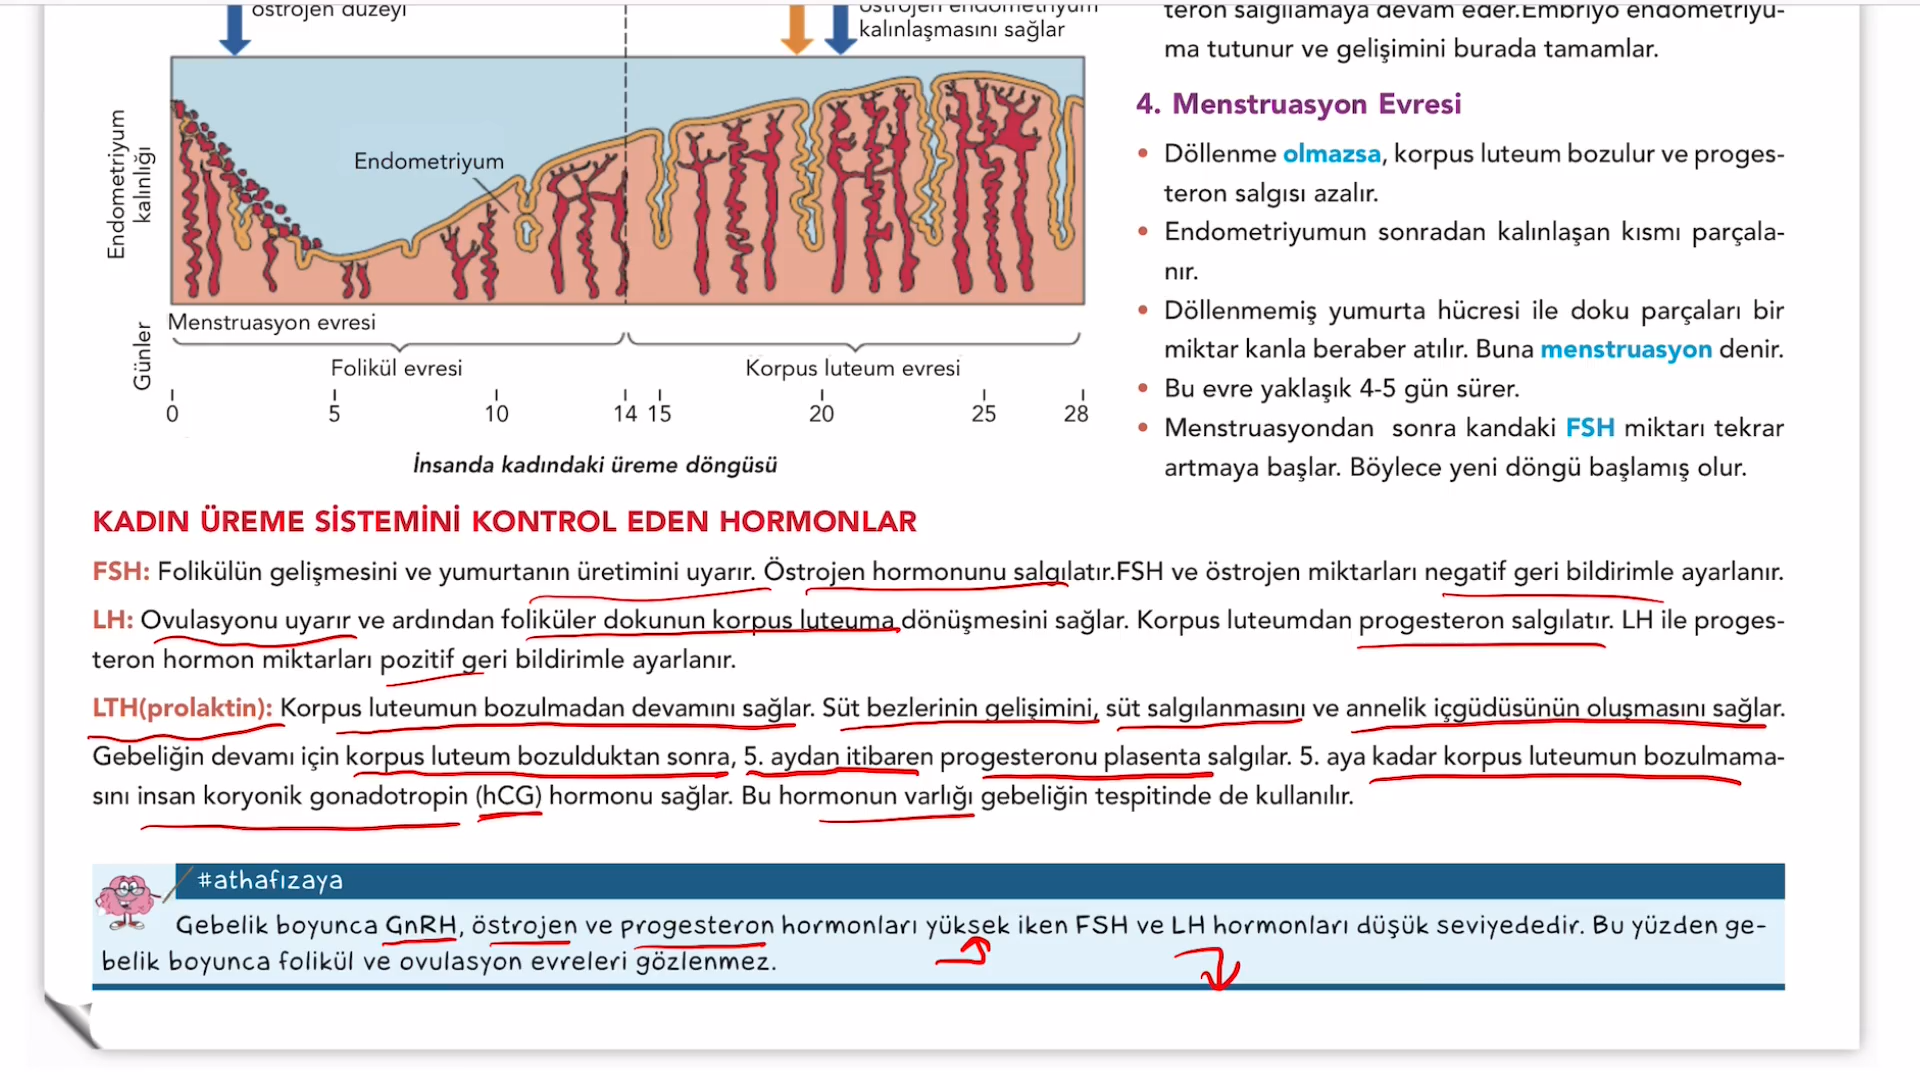 östrojen düzeyi
östrojen endometriyum
kalınlaşmasını sağlar
Endometriyum
kalınlığı
Endometriyum
Menstruasyon evresi
Folikül evresi
Korpus luteum evresi
Günler
0 5 10 14 15 20 25 28
İnsanda kadındaki üreme döngüsü
teron salgılamaya devam eder.Embriyo endometriyu-
ma tutunur ve gelişimini burada tamamlar.
4. Menstruasyon Evresi
• Döllenme olmazsa, korpus luteum bozulur ve proges-
teron salgısı azalır.
• Endometriyumun sonradan kalınlaşan kısmı parçala-
nır.
• Döllenmemiş yumurta hücresi ile doku parçaları bir
miktar kanla beraber atılır. Buna menstruasyon denir.
• Bu evre yaklaşık 4-5 gün sürer.
• Menstruasyondan sonra kandaki FSH miktarı tekrar
artmaya başlar. Böylece yeni döngü başlamış olur.
KADIN ÜREME SİSTEMİNİ KONTROL EDEN HORMONLAR
FSH: Folikülün gelişmesini ve yumurtanın üretimini uyarır. Östrojen hormonunu salgılatır.FSH ve östrojen miktarları negatif geri bildirimle ayarlanır.
LH: Ovulasyonu uyarır ve ardından foliküler dokunun korpus luteuma dönüşmesini sağlar. Korpus luteumdan progesteron salgılatır. LH ile proges-
teron hormon miktarları pozitif geri bildirimle ayarlanır.
LTH(prolaktin): Korpus luteumun bozulmadan devamını sağlar. Süt bezlerinin gelişimini, süt salgılanmasını ve annelik içgüdüsünün oluşmasını sağlar.
Gebeliğin devamı için korpus luteum bozulduktan sonra, 5. aydan itibaren progesteronu plasenta salgılar. 5. aya kadar korpus luteumun bozulmama-
sını insan koryonik gonadotropin (hCG) hormonu sağlar. Bu hormonun varlığı gebeliğin tespitinde de kullanılır.
#athafızaya
Gebelik boyunca GnRH, östrojen ve progesteron hormonları yüksek iken FSH ve LH hormonları düşük seviyededir. Bu yüzden ge-
belik boyunca folikül ve ovulasyon evreleri gözlenmez.